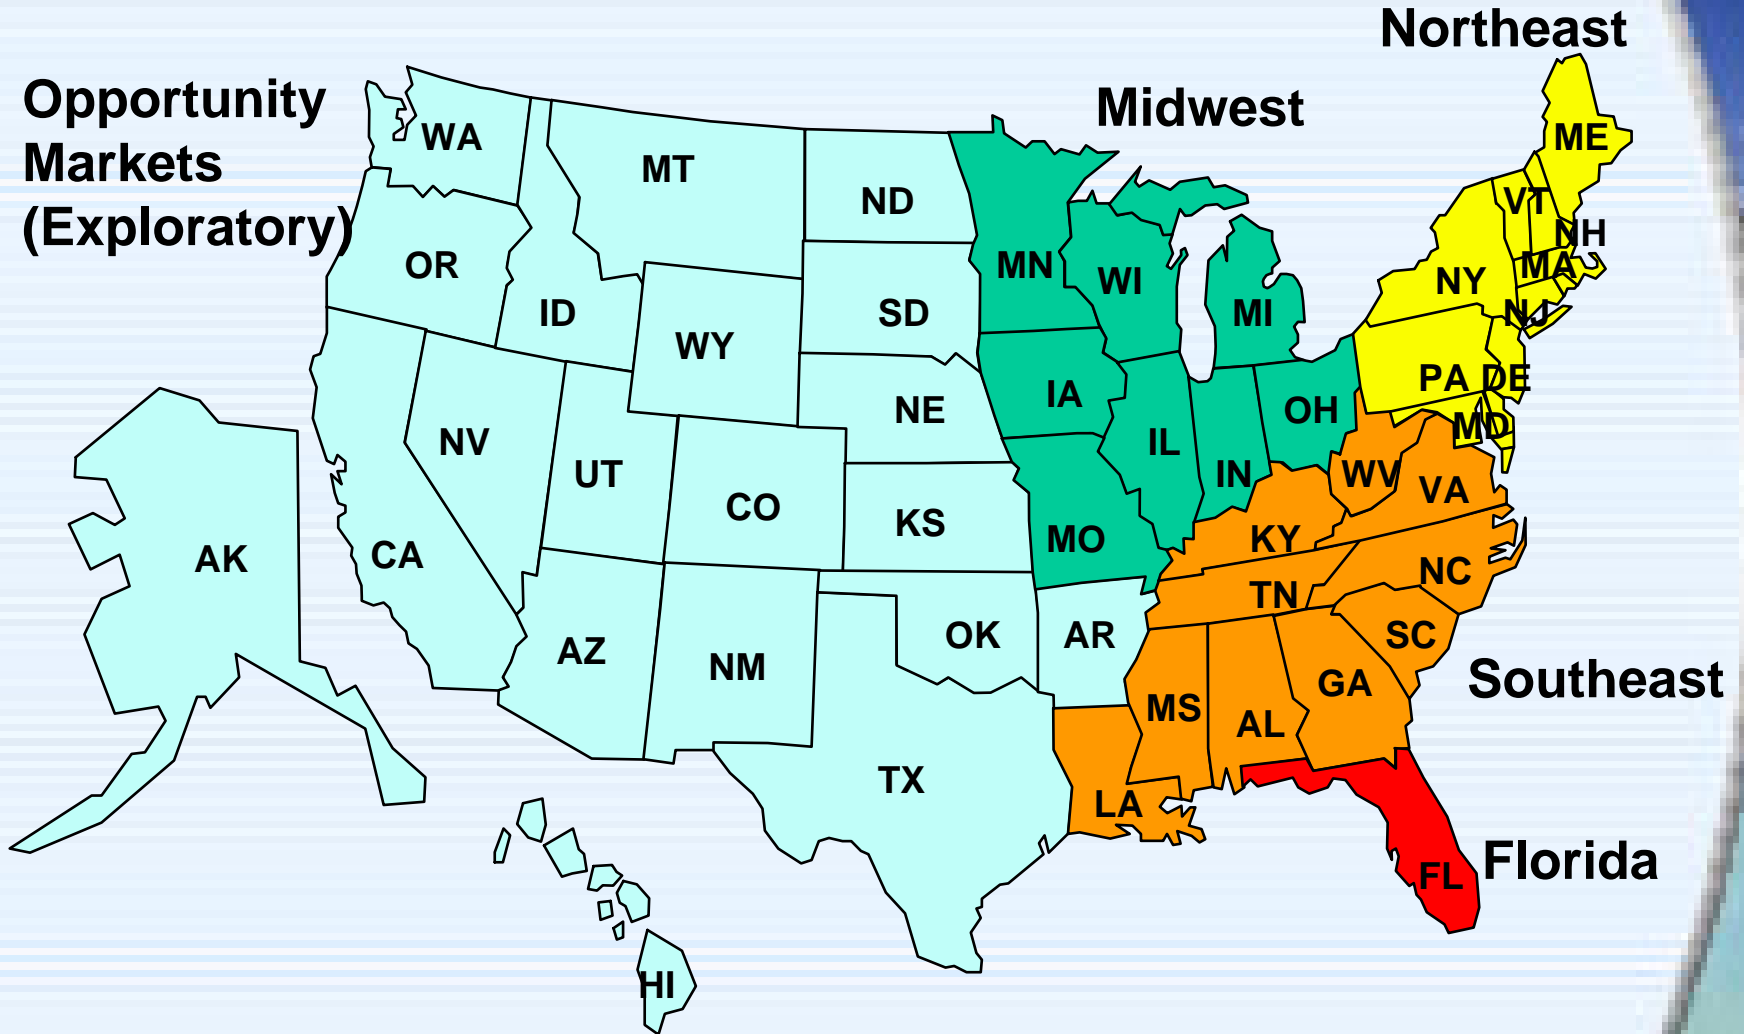 Northeast
Opportunity
Markets
(Exploratory)
Midwest
WA
MT
ND
MN
WI
MI
ME
VT
NH
MA
NY
NJ
OR
ID
WY
SD
IA
PA
DE
NE
IL
IN
OH
MD
NV
UT
CO
KS
MO
WV
VA
KY
AK
CA
TN
NC
AZ
NM
OK
AR
SC
Southeast
MS
AL
GA
TX
LA
FL
Florida
HI